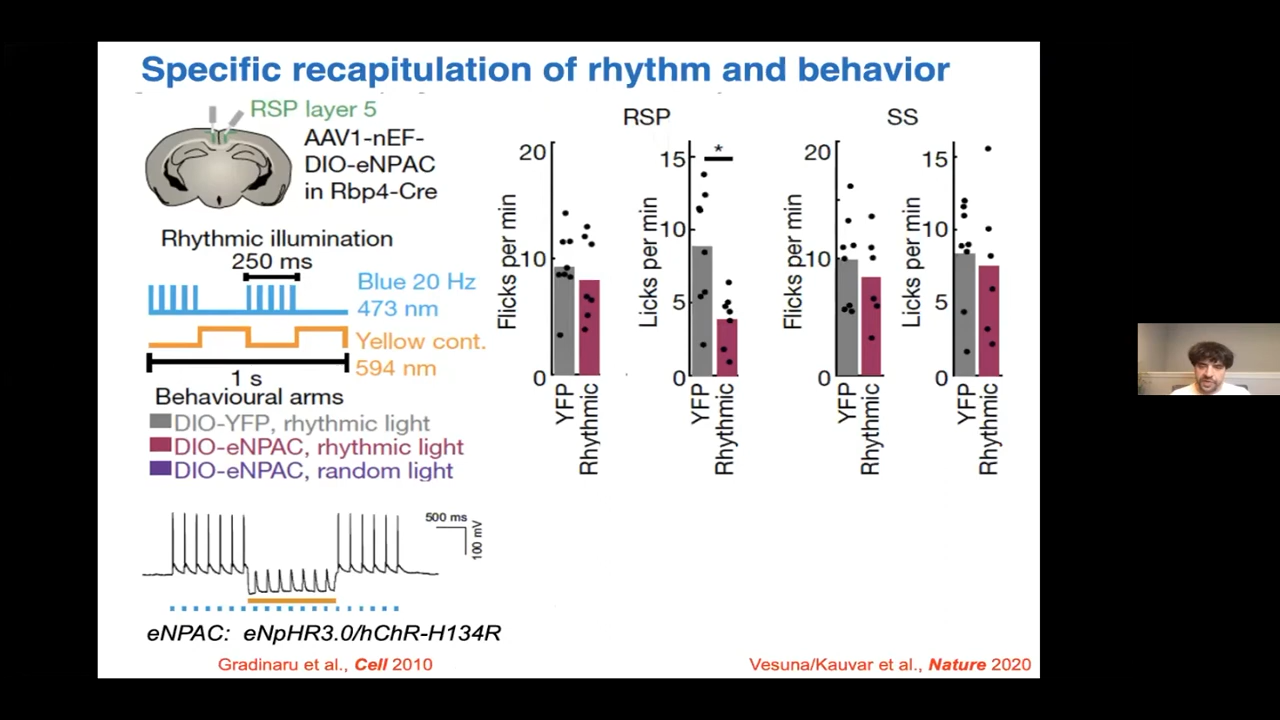 Specific recapitulation of rhythm and behavior
RSP layer 5
AAV1-nEF-
DIO-eNPAC
in Rbp4-Cre
Rhythmic illumination
250 ms
Blue 20 Hz
473 nm
Yellow cont.
594 nm
1 s
Behavioural arms
DIO-YFP, rhythmic light
DIO-eNPAC, rhythmic light
DIO-eNPAC, random light
500 ms
100 mV
eNPAC: eNpHR3.0/hChR-H134R
Gradinaru et al., Cell 2010
RSP
Flicks per min
20
10
0
YFP
Rhythmic
Licks per min
15
10
5
0
*
YFP
Rhythmic
SS
Flicks per min
20
10
0
YFP
Rhythmic
Licks per min
15
10
5
0
YFP
Rhythmic
Vesuna/Kauvar et al., Nature 2020